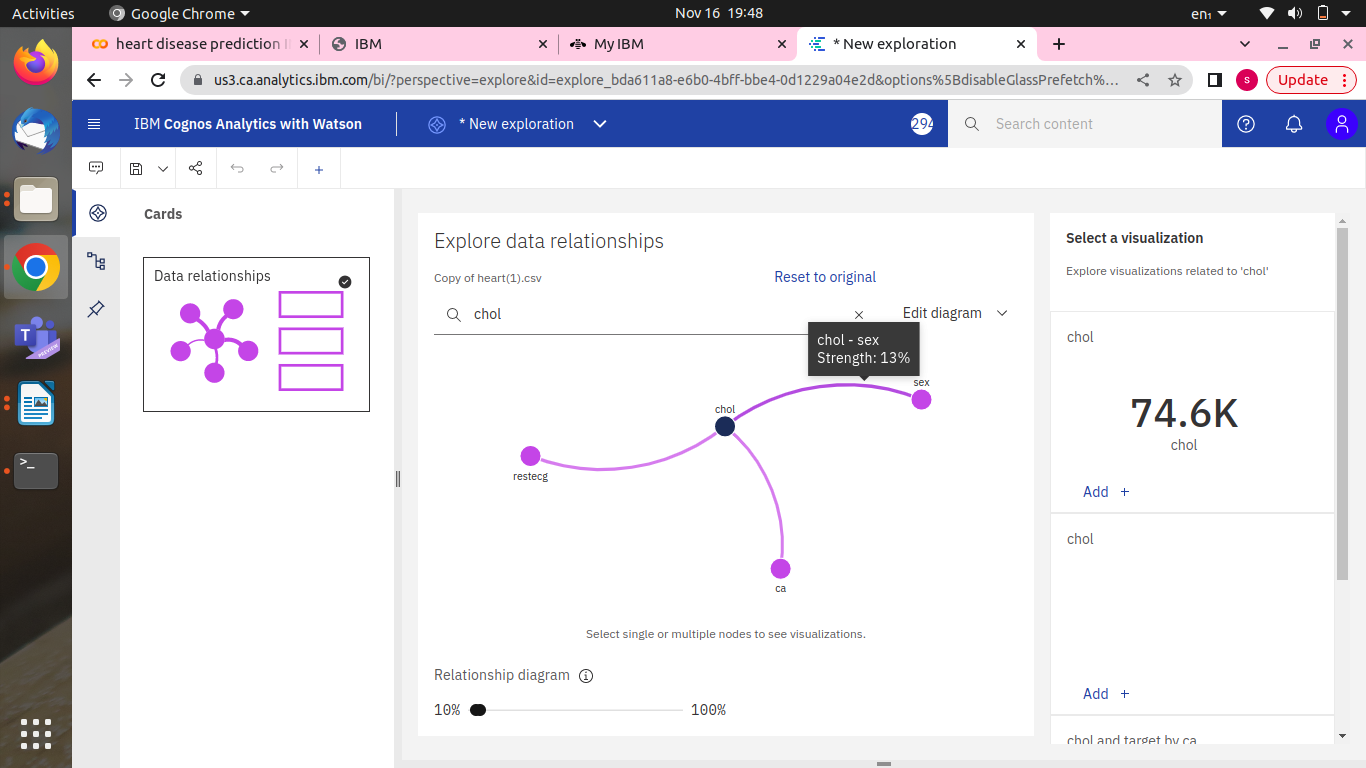 Activities
Google Chrome
Nov 16 19:48
en₁
heart disease prediction
IBM
My IBM
* New exploration
us3.ca.analytics.ibm.com/bi/?perspective=explore&id=explore_bda611a8-e6b0-4bff-bbe4-0d1229a04e2d&options%5BdisableGlassPrefetch%...
s
Update
IBM Cognos Analytics with Watson
* New exploration
294
Search content
Cards
Data relationships
Explore data relationships
Copy of heart(1).csv
Reset to original
chol
Edit diagram
chol - sex
Strength: 13%
sex
chol
restecg
ca
Select single or multiple nodes to see visualizations.
Relationship diagram
10%
100%
Select a visualization
Explore visualizations related to 'chol'
chol
74.6K
chol
Add +
chol
Add +
chol and target by ca
T
PREVIEW
>_